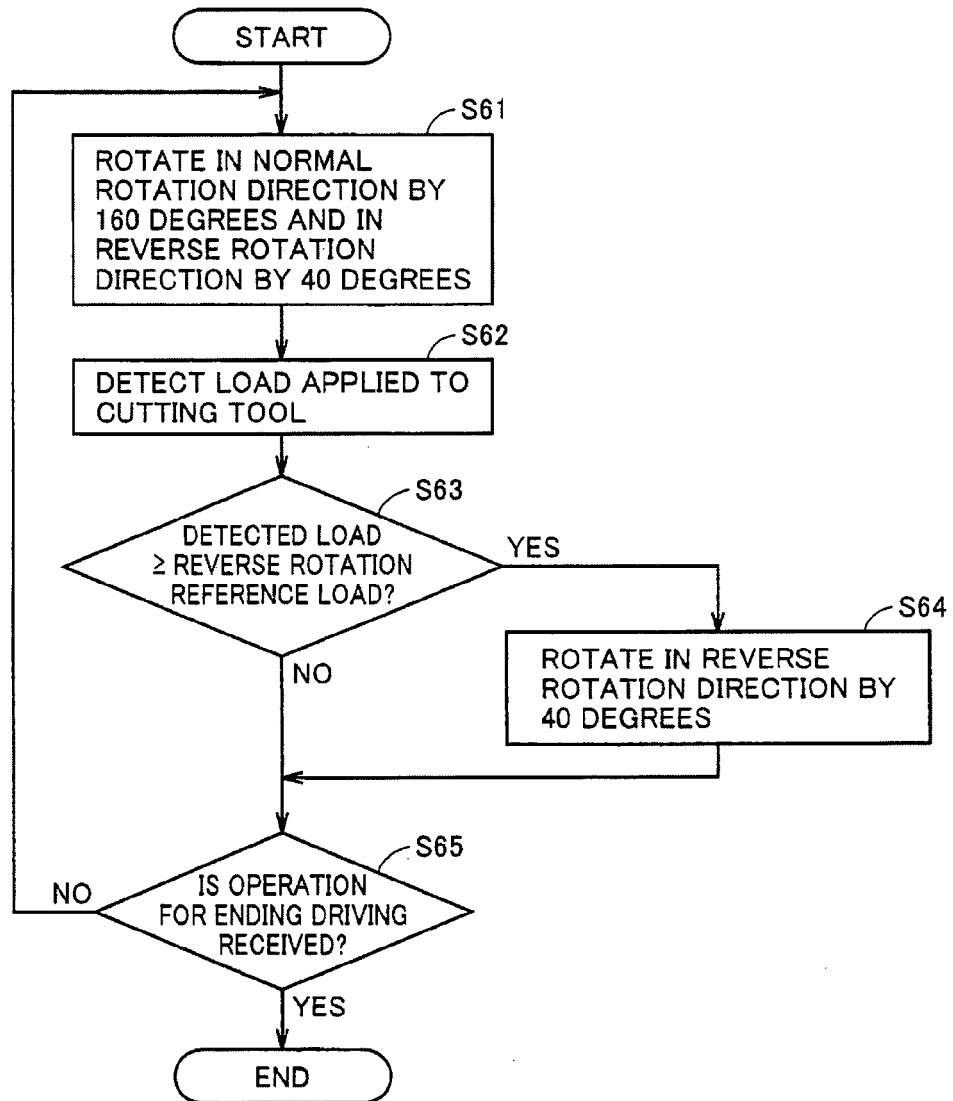 START
S61
ROTATE IN NORMAL
ROTATION DIRECTION BY
160 DEGREES AND IN
REVERSE ROTATION
DIRECTION BY 40 DEGREES
S62
DETECT LOAD APPLIED TO
CUTTING TOOL
S63
DETECTED LOAD
≥ REVERSE ROTATION
REFERENCE LOAD?
YES
NO
S64
ROTATE IN REVERSE
ROTATION DIRECTION BY
40 DEGREES
S65
IS OPERATION
FOR ENDING DRIVING
RECEIVED?
NO
YES
END